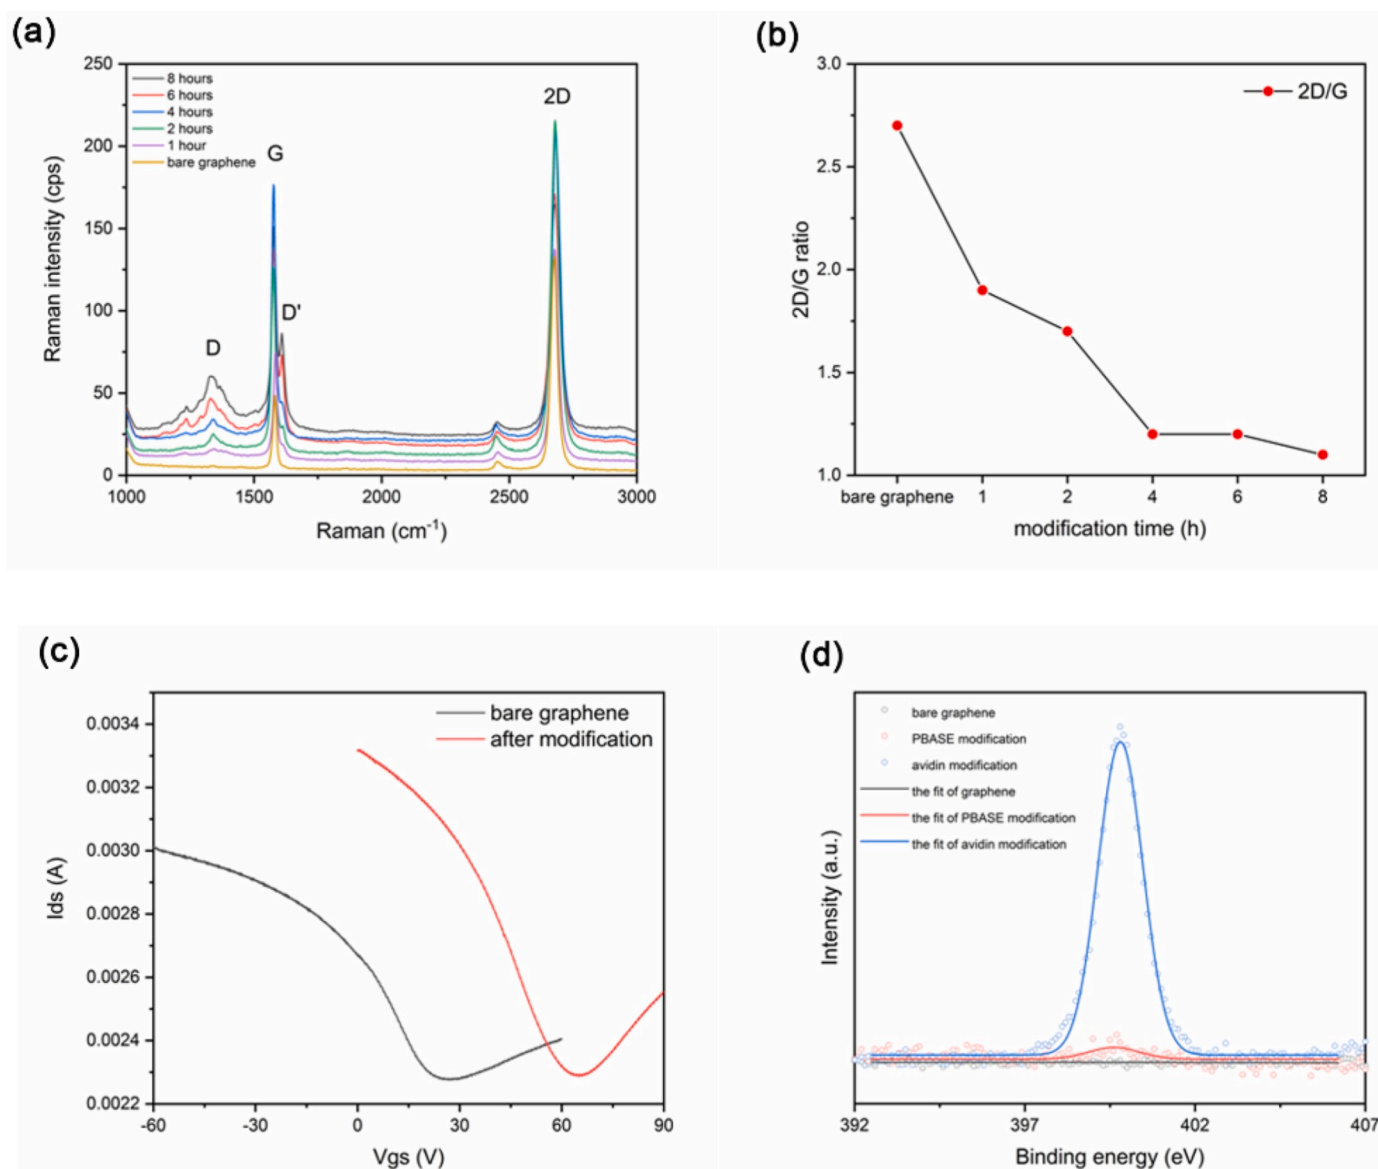 (a)
250
200
150
100
50
0
Raman intensity (cps)
8 hours
6 hours
4 hours
2 hours
1 hour
bare graphene
D
G
D'
2D
1000 1500 2000 2500 3000
Raman (cm-1)
(b)
3.0
2.5
2.0
1.5
1.0
2D/G ratio
2D/G
bare graphene 1 2 4 6 8
modification time (h)
(c)
0.0034
0.0032
0.0030
0.0028
0.0026
0.0024
0.0022
Ids (A)
bare graphene
after modification
-60 -30 0 30 60 90
Vgs (V)
(d)
Intensity (a.u.)
bare graphene
PBASE modification
avidin modification
the fit of graphene
the fit of PBASE modification
the fit of avidin modification
392 397 402 407
Binding energy (eV)